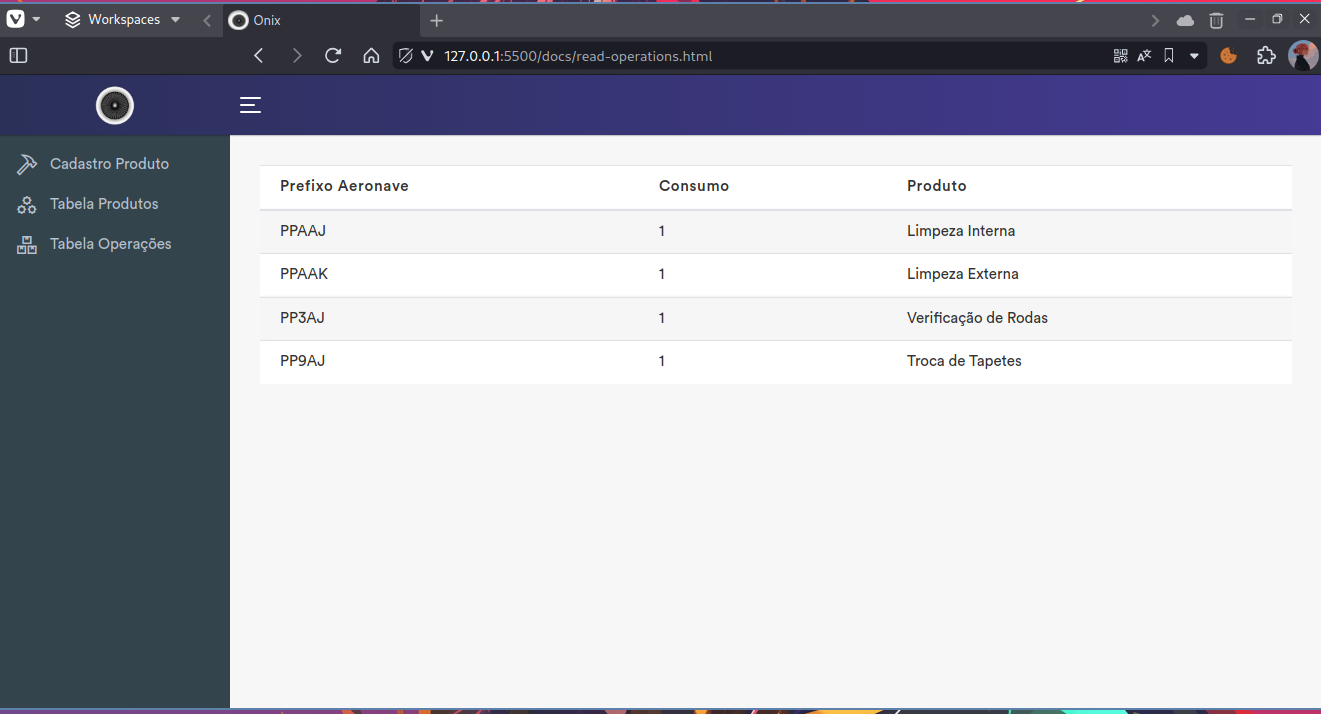 Workspaces
Onix
127.0.0.1:5500/docs/read-operations.html
Cadastro Produto
Tabela Produtos
Tabela Operações
Prefixo Aeronave Consumo Produto
PPAAJ 1 Limpeza Interna
PPAAK 1 Limpeza Externa
PP3AJ 1 Verificação de Rodas
PP9AJ 1 Troca de Tapetes